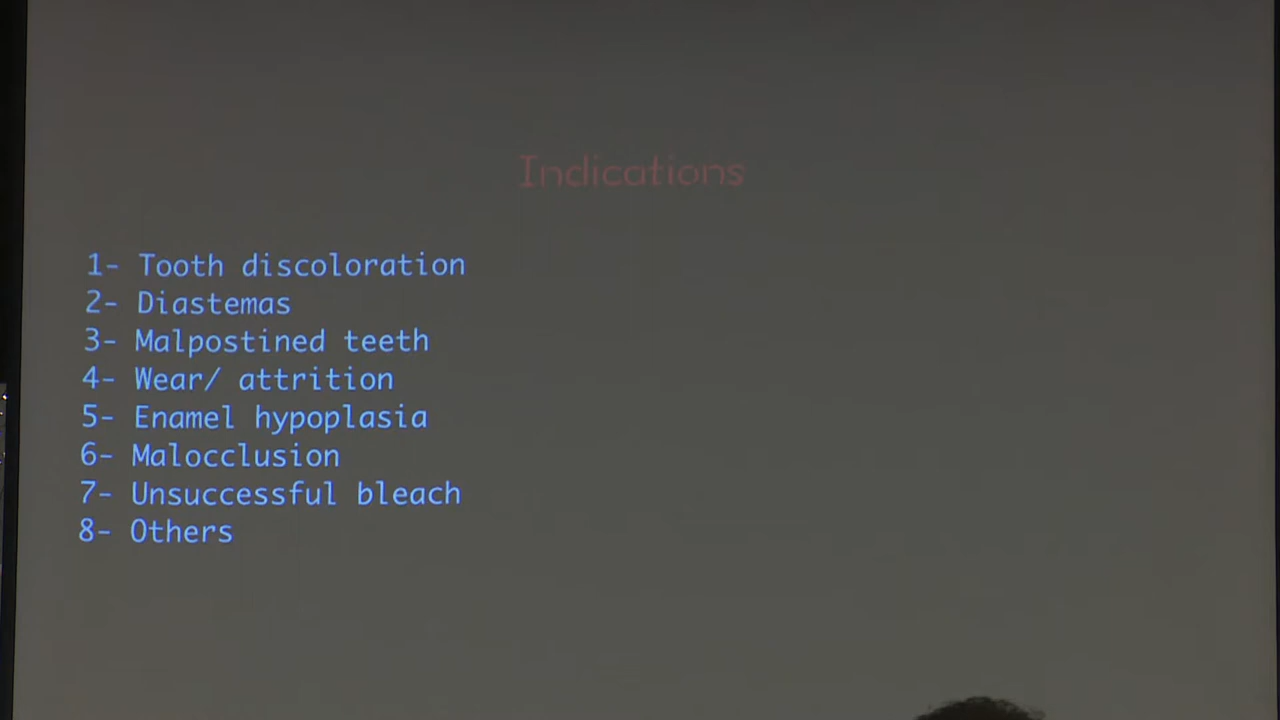 Indications
1- Tooth discoloration
2- Diastemas
3- Malpostined teeth
4- Wear/ attrition
5- Enamel hypoplasia
6- Malocclusion
7- Unsuccessful bleach
8- Others